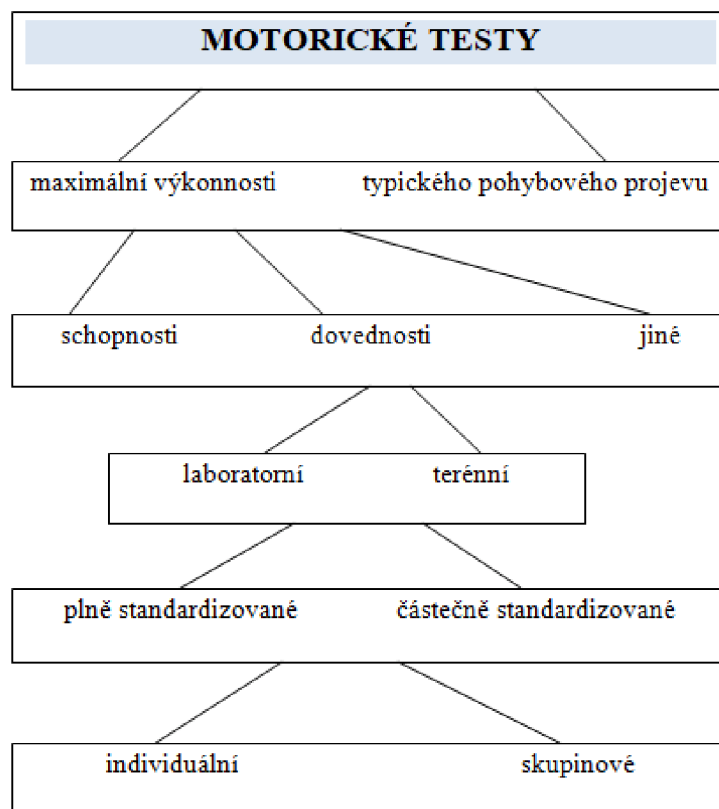 MOTORICKÉ TESTY
maximální výkonnosti typického pohybového projevu
schopnosti dovednosti jiné
laboratorní terénní
plně standardizované částečně standardizované
individuální skupinové